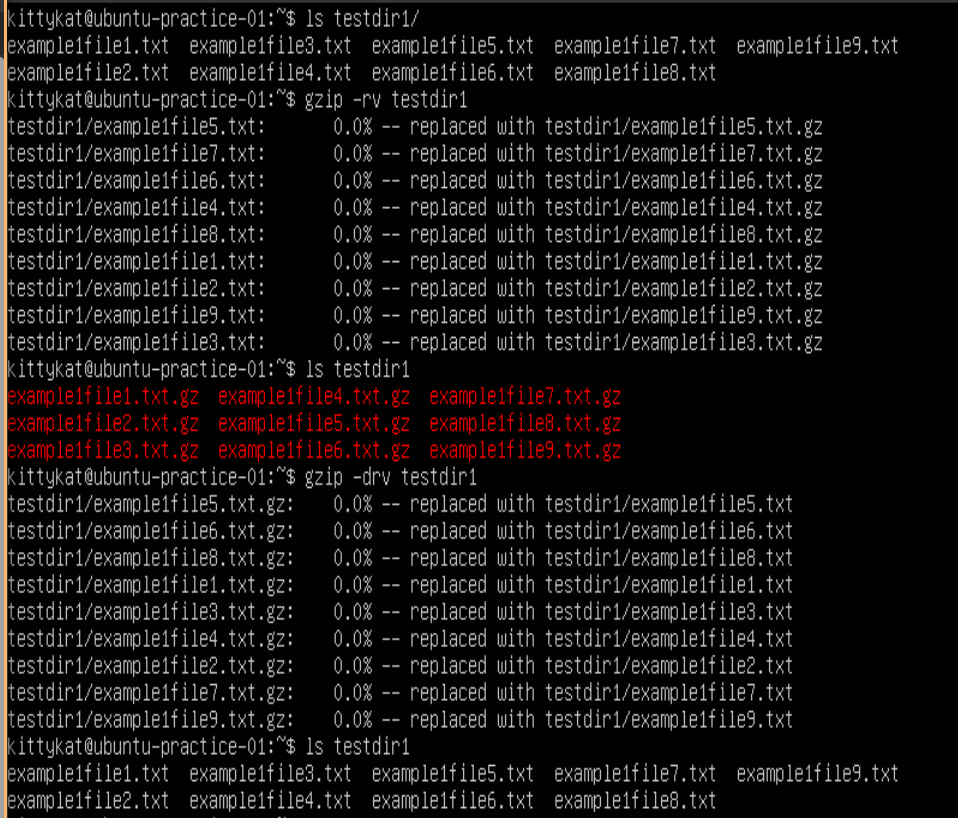 kittykat@ubuntu-practice-01:~$ ls testdir1/
example1file1.txt  example1file3.txt  example1file5.txt  example1file7.txt  example1file9.txt
example1file2.txt  example1file4.txt  example1file6.txt  example1file8.txt
kittykat@ubuntu-practice-01:~$ gzip -rv testdir1
testdir1/example1file5.txt:       0.0% -- replaced with testdir1/example1file5.txt.gz
testdir1/example1file7.txt:       0.0% -- replaced with testdir1/example1file7.txt.gz
testdir1/example1file6.txt:       0.0% -- replaced with testdir1/example1file6.txt.gz
testdir1/example1file4.txt:       0.0% -- replaced with testdir1/example1file4.txt.gz
testdir1/example1file8.txt:       0.0% -- replaced with testdir1/example1file8.txt.gz
testdir1/example1file1.txt:       0.0% -- replaced with testdir1/example1file1.txt.gz
testdir1/example1file2.txt:       0.0% -- replaced with testdir1/example1file2.txt.gz
testdir1/example1file9.txt:       0.0% -- replaced with testdir1/example1file9.txt.gz
testdir1/example1file3.txt:       0.0% -- replaced with testdir1/example1file3.txt.gz
kittykat@ubuntu-practice-01:~$ ls testdir1
example1file1.txt.gz  example1file4.txt.gz  example1file7.txt.gz
example1file2.txt.gz  example1file5.txt.gz  example1file8.txt.gz
example1file3.txt.gz  example1file6.txt.gz  example1file9.txt.gz
kittykat@ubuntu-practice-01:~$ gzip -drv testdir1
testdir1/example1file5.txt.gz:    0.0% -- replaced with testdir1/example1file5.txt
testdir1/example1file6.txt.gz:    0.0% -- replaced with testdir1/example1file6.txt
testdir1/example1file8.txt.gz:    0.0% -- replaced with testdir1/example1file8.txt
testdir1/example1file1.txt.gz:    0.0% -- replaced with testdir1/example1file1.txt
testdir1/example1file3.txt.gz:    0.0% -- replaced with testdir1/example1file3.txt
testdir1/example1file4.txt.gz:    0.0% -- replaced with testdir1/example1file4.txt
testdir1/example1file2.txt.gz:    0.0% -- replaced with testdir1/example1file2.txt
testdir1/example1file7.txt.gz:    0.0% -- replaced with testdir1/example1file7.txt
testdir1/example1file9.txt.gz:    0.0% -- replaced with testdir1/example1file9.txt
kittykat@ubuntu-practice-01:~$ ls testdir1
example1file1.txt  example1file3.txt  example1file5.txt  example1file7.txt  example1file9.txt
example1file2.txt  example1file4.txt  example1file6.txt  example1file8.txt